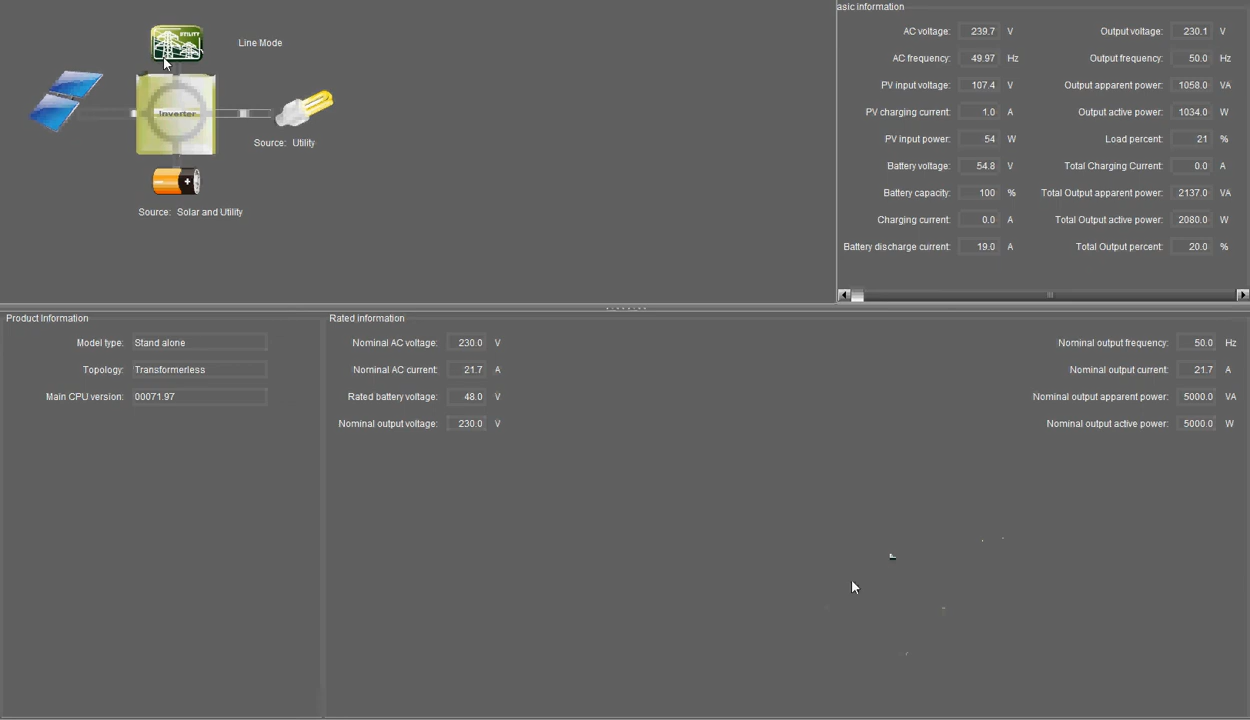 UTILITY
Line Mode
Inverter
Source: Utility
Source: Solar and Utility
asic information
AC voltage: 239.7 V Output voltage: 230.1 V
AC frequency: 49.97 Hz Output frequency: 50.0 Hz
PV input voltage: 107.4 V Output apparent power: 1058.0 VA
PV charging current: 1.0 A Output active power: 1034.0 W
PV input power: 54 W Load percent: 21 %
Battery voltage: 54.8 V Total Charging Current: 0.0 A
Battery capacity: 100 % Total Output apparent power: 2137.0 VA
Charging current: 0.0 A Total Output active power: 2080.0 W
Battery discharge current: 19.0 A Total Output percent: 20.0 %
Product Information
Model type: Stand alone
Topology: Transformerless
Main CPU version: 00071.97
Rated information
Nominal AC voltage: 230.0 V Nominal output frequency: 50.0 Hz
Nominal AC current: 21.7 A Nominal output current: 21.7 A
Rated battery voltage: 48.0 V Nominal output apparent power: 5000.0 VA
Nominal output voltage: 230.0 V Nominal output active power: 5000.0 W